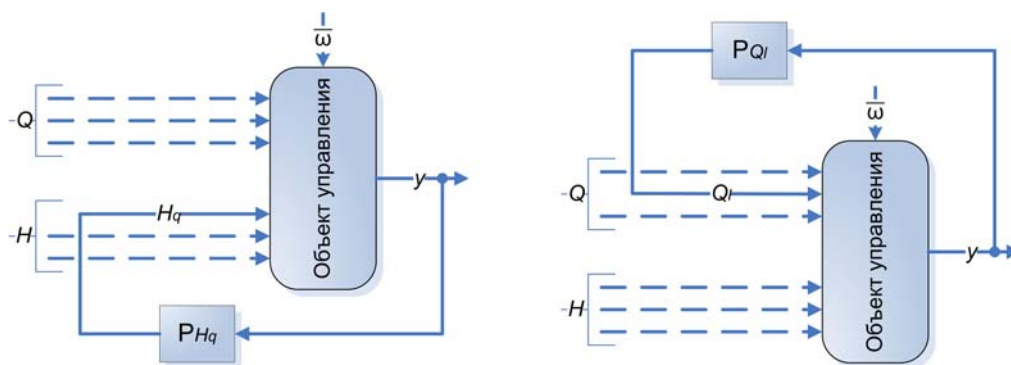 |ε|
Q
H
Hq
Объект управления
y
PHq
PQl
|ε|
Q
Ql
H
Объект управления
y